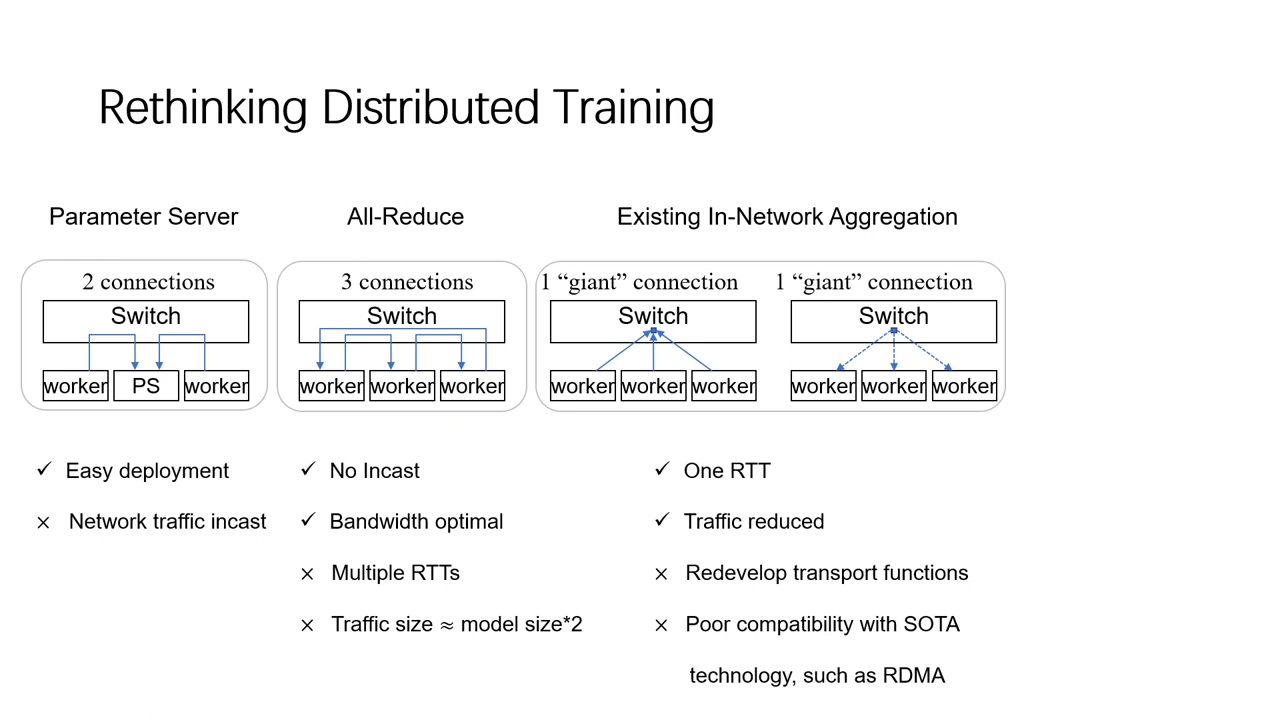 Rethinking Distributed Training
Parameter Server
All-Reduce
Existing In-Network Aggregation
2 connections
Switch
worker
PS
worker
3 connections
Switch
worker
worker
worker
1 “giant” connection
Switch
worker
worker
worker
1 “giant” connection
Switch
worker
worker
worker
✓ Easy deployment
× Network traffic incast
✓ No Incast
✓ Bandwidth optimal
× Multiple RTTs
× Traffic size ≈ model size*2
✓ One RTT
✓ Traffic reduced
× Redevelop transport functions
× Poor compatibility with SOTA
technology, such as RDMA